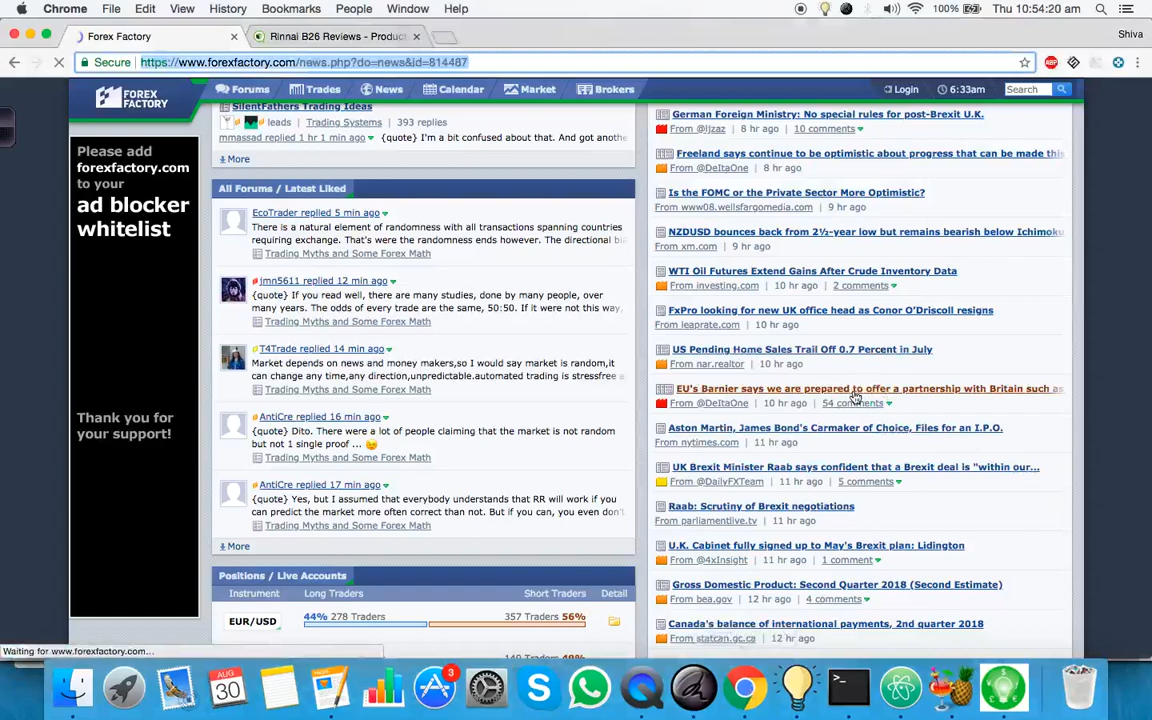 Chrome File Edit View History Bookmarks People Window Help 100% Thu 10:54:20 am
Forex Factory
Rinnai B26 Reviews - Product
Shiva
Secure https://www.forexfactory.com/news.php?do=news&id=814467
ABP
FOREX FACTORY
Forums Trades News Calendar Market Brokers Login 6:33am Search
Please add
forexfactory.com
to your
ad blocker
whitelist
Thank you for
your support!
SilentFathers Trading Ideas
leads Trading Systems 393 replies
mmassad replied 1 hr 1 min ago {quote} I'm a bit confused about that. And got anothe
More
All Forums / Latest Liked
EcoTrader replied 5 min ago
There is a natural element of randomness with all transactions spanning countries
requiring exchange. That's were the randomness ends however. The directional bia
Trading Myths and Some Forex Math
jmn5611 replied 12 min ago
{quote} If you read well, there are many studies, done by many people, over
many years. The odds of every trade are the same, 50:50. If it were not this way,
Trading Myths and Some Forex Math
T4Trade replied 14 min ago
Market depends on news and money makers,so I would say market is random,it
can change any time,any direction,unpredictable.automated trading is stressfree a
Trading Myths and Some Forex Math
AntiCre replied 16 min ago
Dito. There were a lot of people claiming that the market is not random
but not 1 single proof ...
Trading Myths and Some Forex Math
AntiCre replied 17 min ago
{quote} Yes, but I assumed that everybody understands that RR will work if you
can predict the market more often correct than not. But if you can, you even don't
Trading Myths and Some Forex Math
More
Positions / Live Accounts
Instrument Long Traders Short Traders Detail
EUR/USD 44% 278 Traders 357 Traders 56%
German Foreign Ministry: No special rules for post-Brexit U.K.
From @ljzaz 8 hr ago 10 comments
Freeland says continue to be optimistic about progress that can be made this
From @DeItaOne 8 hr ago
Is the FOMC or the Private Sector More Optimistic?
From www08.wellsfargomedia.com 9 hr ago
NZDUSD bounces back from 2½-year low but remains bearish below Ichimoku
From xm.com 9 hr ago
WTI Oil Futures Extend Gains After Crude Inventory Data
From investing.com 10 hr ago 2 comments
FxPro looking for new UK office head as Conor O'Driscoll resigns
From leaprate.com 10 hr ago
US Pending Home Sales Trail Off 0.7 Percent in July
From nar.realtor 10 hr ago
EU's Barnier says we are prepared to offer a partnership with Britain such as
From @DeItaOne 10 hr ago 54 comments
Aston Martin, James Bond's Carmaker of Choice, Files for an I.P.O.
From nytimes.com 11 hr ago
UK Brexit Minister Raab says confident that a Brexit deal is "within our...
From @DailyFXTeam 11 hr ago 5 comments
Raab: Scrutiny of Brexit negotiations
From parliamentlive.tv 11 hr ago
U.K. Cabinet fully signed up to May's Brexit plan: Lidington
From @4xInsight 11 hr ago 1 comment
Gross Domestic Product: Second Quarter 2018 (Second Estimate)
From bea.gov 12 hr ago 4 comments
Canada's balance of international payments, 2nd quarter 2018
From statcan.gc.ca 12 hr ago
Waiting for www.forexfactory.com...
AUG
30
3